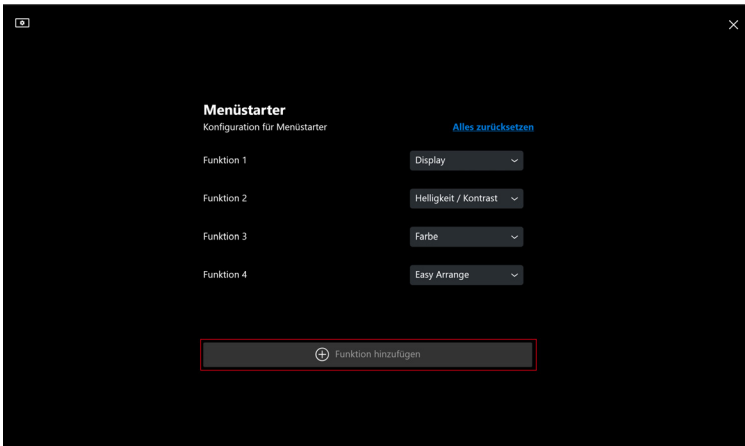 Menüstarter
Konfiguration für Menüstarter Alles zurücksetzen
Funktion 1 Display
Funktion 2 Helligkeit / Kontrast
Funktion 3 Farbe
Funktion 4 Easy Arrange
Funktion hinzufügen